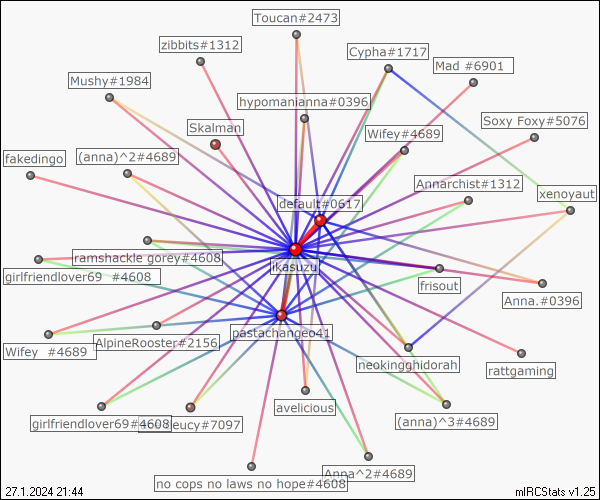 Toucan#2473
zibbits#1312
Cypha#1717
Mad #6901
Mushy#1984
hypomanianna#0396
Soxy Foxy#5076
Skalman
Wifey#4689
fakedingo
(anna)^2#4689
Annarchist#1312
xenoyaut
default#0617
ramshackle gorey#4608
ikasuzu
girlfriendlover69 #4608
frisout
Anna.#0396
pastachangeo41
Wifey #4689
AlpineRooster#2156
neokingghidorah
rattgaming
avelicious
girlfriendlover69#4608
eucy#7097
(anna)^3#4689
Anna^2#4689
no cops no laws no hope#4608
27.1.2024 21:44
mIRCStats v1.25